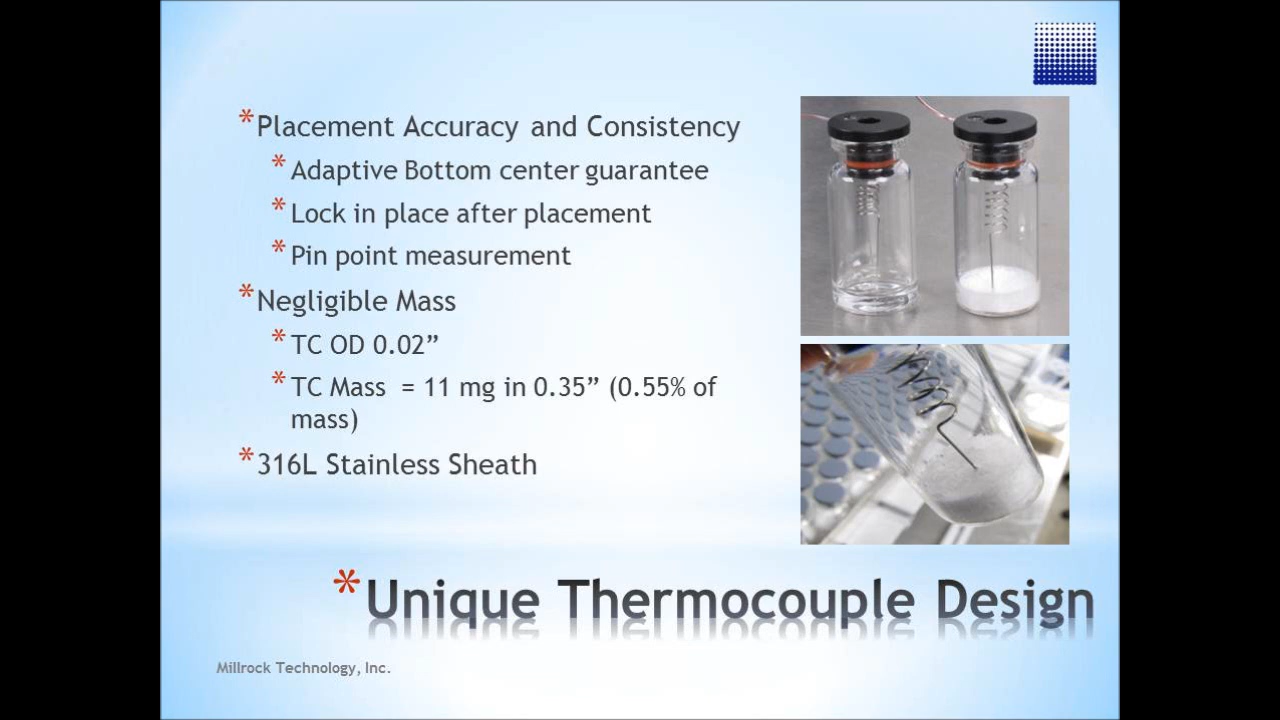 * Placement Accuracy and Consistency
* Adaptive Bottom center guarantee
* Lock in place after placement
* Pin point measurement
* Negligible Mass
* TC OD 0.02”
* TC Mass = 11 mg in 0.35” (0.55% of
mass)
* 316L Stainless Sheath
* Unique Thermocouple Design
Millrock Technology, Inc.